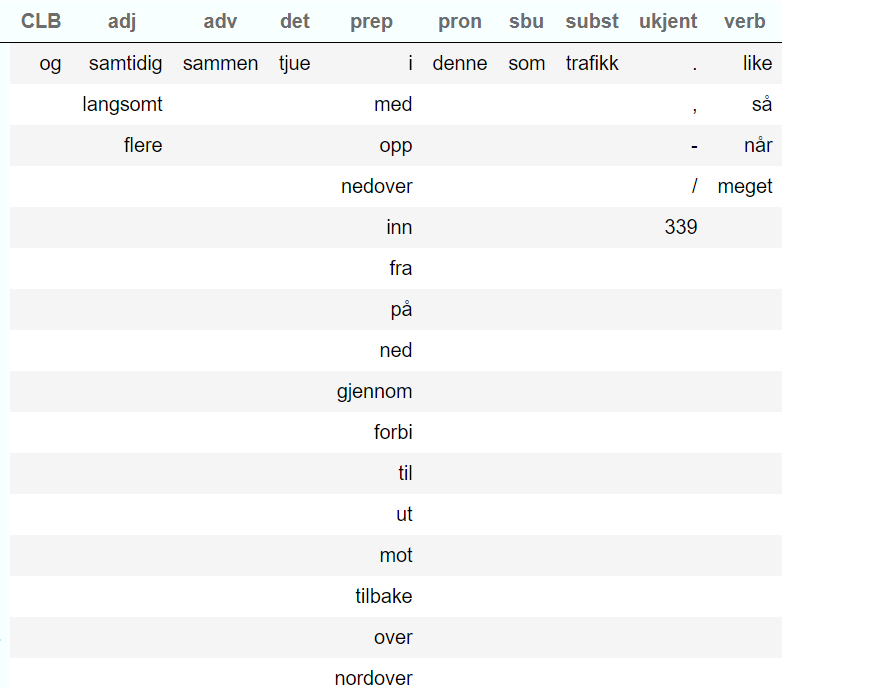 CLB adj adv det prep pron sbu subst ukjent verb
og samtidig sammen tjue i denne som trafikk . like
langsomt med , så
flere opp - når
nedover / meget
inn 339
fra
på
ned
gjennom
forbi
til
ut
mot
tilbake
over
nordover